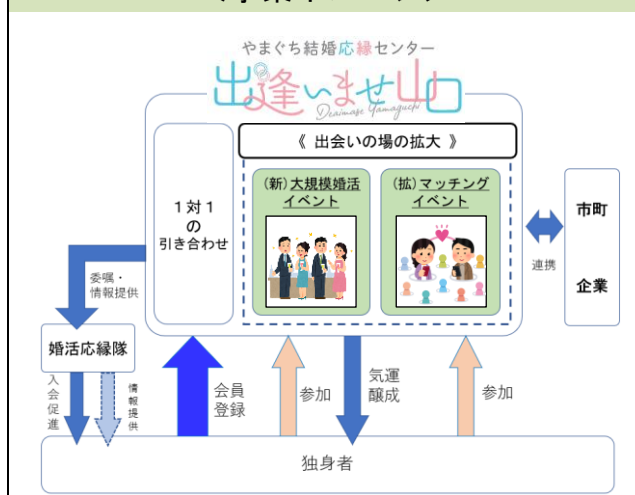 やまぐち結婚応縁センター
出逢いませ山口
Deaimase Yamaguchi
《 出会いの場の拡大 》
1対1
の
引き合わせ
(新)大規模婚活
イベント
(拡)マッチング
イベント
市町
企業
連携
委嘱・
情報提供
婚活応縁隊
入会促進
情報提供
会員
登録
参加
気運
醸成
参加
独身者